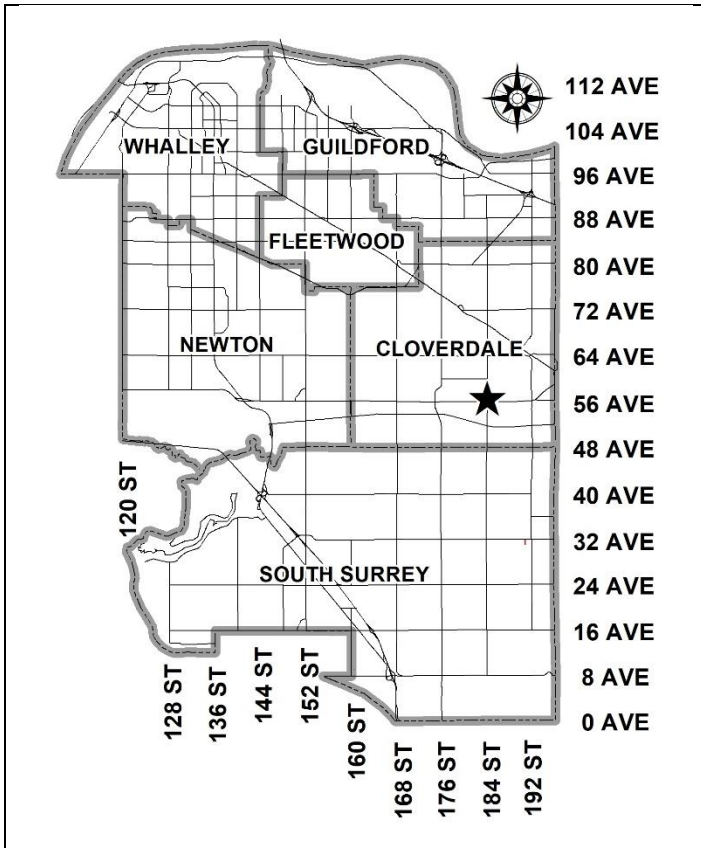 112 AVE
104 AVE
WHALLEY GUILDFORD
96 AVE
88 AVE
FLEETWOOD
80 AVE
72 AVE
NEWTON CLOVERDALE
64 AVE
56 AVE
48 AVE
120 ST
40 AVE
32 AVE
SOUTH SURREY
24 AVE
16 AVE
8 AVE
128 ST
136 ST
144 ST
152 ST
160 ST
168 ST
176 ST
184 ST
192 ST
0 AVE